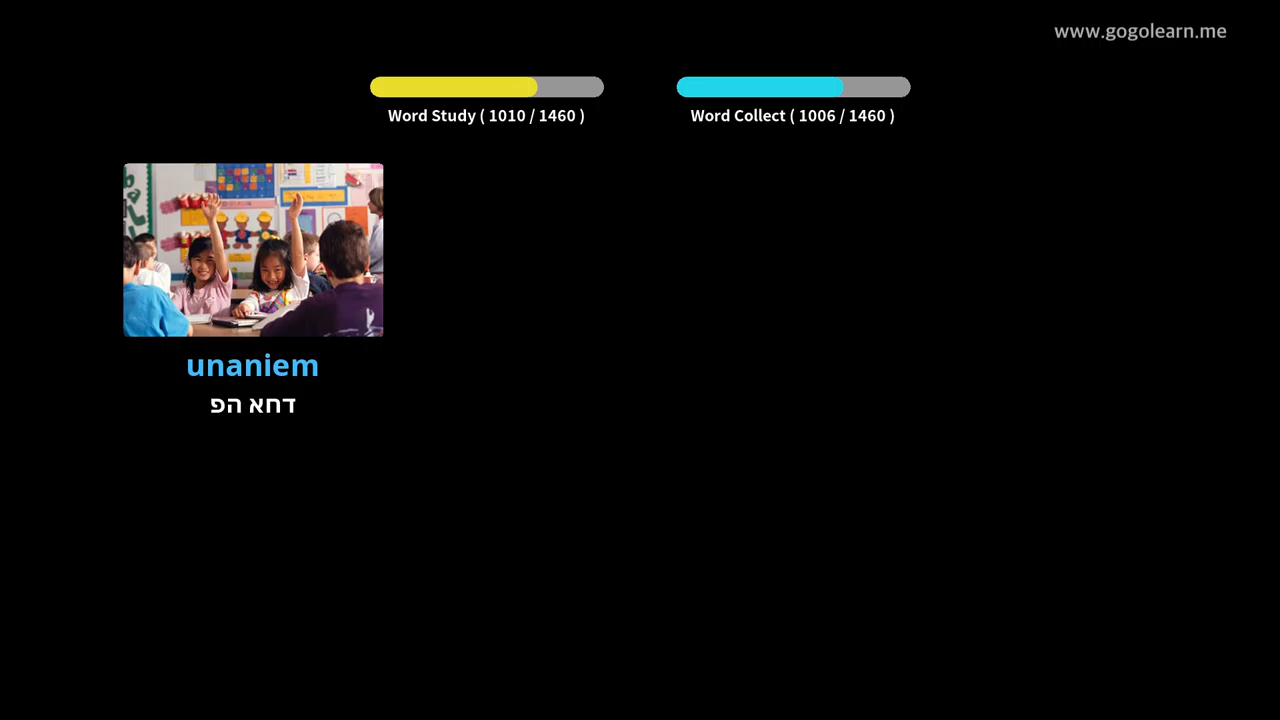 www.gogolearn.me
Word Study ( 1010 / 1460 )
Word Collect ( 1006 / 1460 )
unaniem
דחא הפ